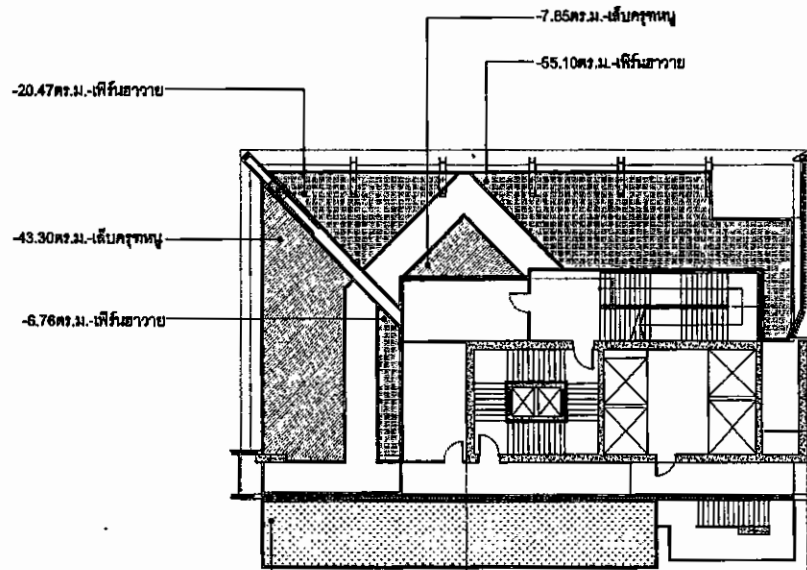 -7.85ตร.ม.-เล็บครุฑหนู
-55.10ตร.ม.-เฟิร์นฮาวาย
-20.47ตร.ม.-เฟิร์นฮาวาย
-43.30ตร.ม.-เล็บครุฑหนู
-6.76ตร.ม.-เฟิร์นฮาวาย